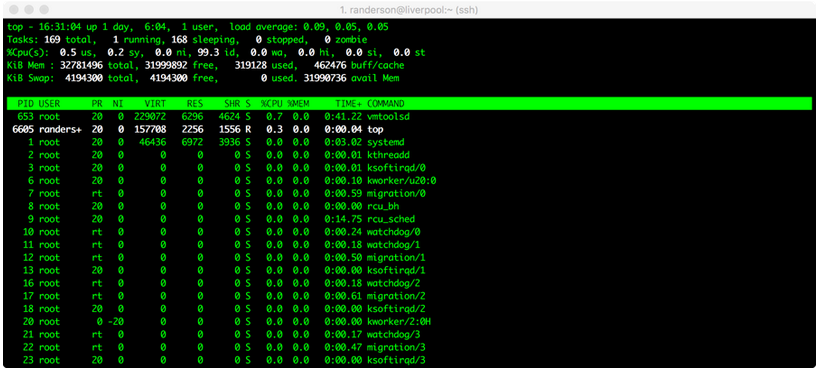 1. randerson@liverpool:~ (ssh)
top - 16:31:04 up 1 day,  6:04,  1 user,  load average: 0.09, 0.05, 0.05
Tasks: 169 total,   1 running, 168 sleeping,   0 stopped,   0 zombie
%Cpu(s):  0.5 us,  0.2 sy,  0.0 ni, 99.3 id,  0.0 wa,  0.0 hi,  0.0 si,  0.0 st
KiB Mem : 32781496 total, 31999892 free,   319128 used,   462476 buff/cache
KiB Swap:  4194300 total,  4194300 free,        0 used. 31990736 avail Mem
PID USER      PR  NI    VIRT    RES    SHR S  %CPU %MEM     TIME+ COMMAND
653 root      20   0  229072   6296   4624 S   0.7  0.0   0:41.22 vmtoolsd
6605 randers+  20   0  157708   2256   1556 R   0.3  0.0   0:00.04 top
1 root      20   0   46436   6972   3936 S   0.0  0.0   0:03.02 systemd
2 root      20   0       0      0      0 S   0.0  0.0   0:00.01 kthreadd
3 root      20   0       0      0      0 S   0.0  0.0   0:00.01 ksoftirqd/0
6 root      20   0       0      0      0 S   0.0  0.0   0:00.10 kworker/u20:0
7 root      rt   0       0      0      0 S   0.0  0.0   0:00.59 migration/0
8 root      20   0       0      0      0 S   0.0  0.0   0:00.00 rcu_bh
9 root      20   0       0      0      0 S   0.0  0.0   0:14.75 rcu_sched
10 root      rt   0       0      0      0 S   0.0  0.0   0:00.24 watchdog/0
11 root      rt   0       0      0      0 S   0.0  0.0   0:00.18 watchdog/1
12 root      rt   0       0      0      0 S   0.0  0.0   0:00.50 migration/1
13 root      20   0       0      0      0 S   0.0  0.0   0:00.00 ksoftirqd/1
16 root      rt   0       0      0      0 S   0.0  0.0   0:00.18 watchdog/2
17 root      rt   0       0      0      0 S   0.0  0.0   0:00.61 migration/2
18 root      20   0       0      0      0 S   0.0  0.0   0:00.00 ksoftirqd/2
20 root       0 -20       0      0      0 S   0.0  0.0   0:00.00 kworker/2:0H
21 root      rt   0       0      0      0 S   0.0  0.0   0:00.17 watchdog/3
22 root      rt   0       0      0      0 S   0.0  0.0   0:00.47 migration/3
23 root      20   0       0      0      0 S   0.0  0.0   0:00.00 ksoftirqd/3